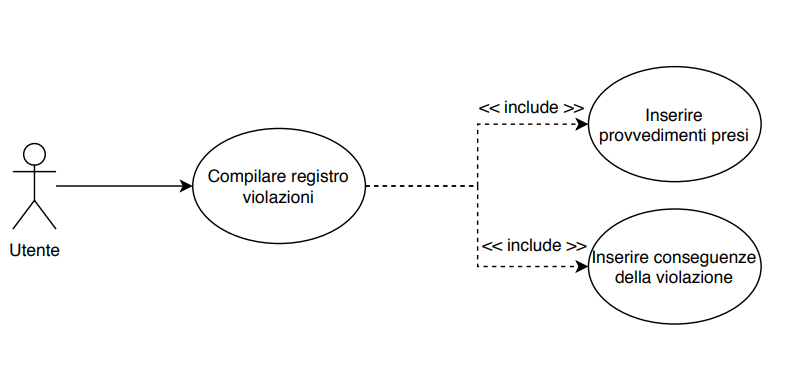 << include >>
Inserire
provvedimenti presi
Compilare registro
violazioni
Utente
<< include >>
Inserire conseguenze
della violazione